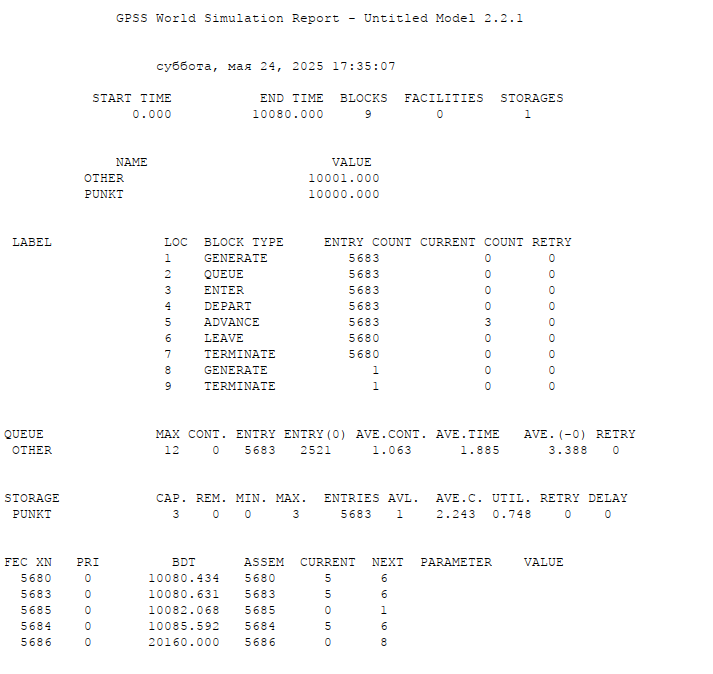 GPSS World Simulation Report - Untitled Model 2.2.1
суббота, мая 24, 2025 17:35:07
START TIME END TIME BLOCKS FACILITIES STORAGES
0.000 10080.000 9 0 1
NAME VALUE
OTHER 10001.000
PUNKT 10000.000
LABEL LOC BLOCK TYPE ENTRY COUNT CURRENT COUNT RETRY
1 GENERATE 5683 0 0
2 QUEUE 5683 0 0
3 ENTER 5683 0 0
4 DEPART 5683 0 0
5 ADVANCE 5683 3 0
6 LEAVE 5680 0 0
7 TERMINATE 5680 0 0
8 GENERATE 1 0 0
9 TERMINATE 1 0 0
QUEUE MAX CONT. ENTRY ENTRY(0) AVE.CONT. AVE.TIME AVE.(-0) RETRY
OTHER 12 0 5683 2521 1.063 1.885 3.388 0
STORAGE CAP. REM. MIN. MAX. ENTRIES AVL. AVE.C. UTIL. RETRY DELAY
PUNKT 3 0 0 3 5683 1 2.243 0.748 0 0
FEC XN PRI BDT ASSEM CURRENT NEXT PARAMETER VALUE
5680 0 10080.434 5680 5 6
5683 0 10080.631 5683 5 6
5685 0 10082.068 5685 0 1
5684 0 10085.592 5684 5 6
5686 0 20160.000 5686 0 8